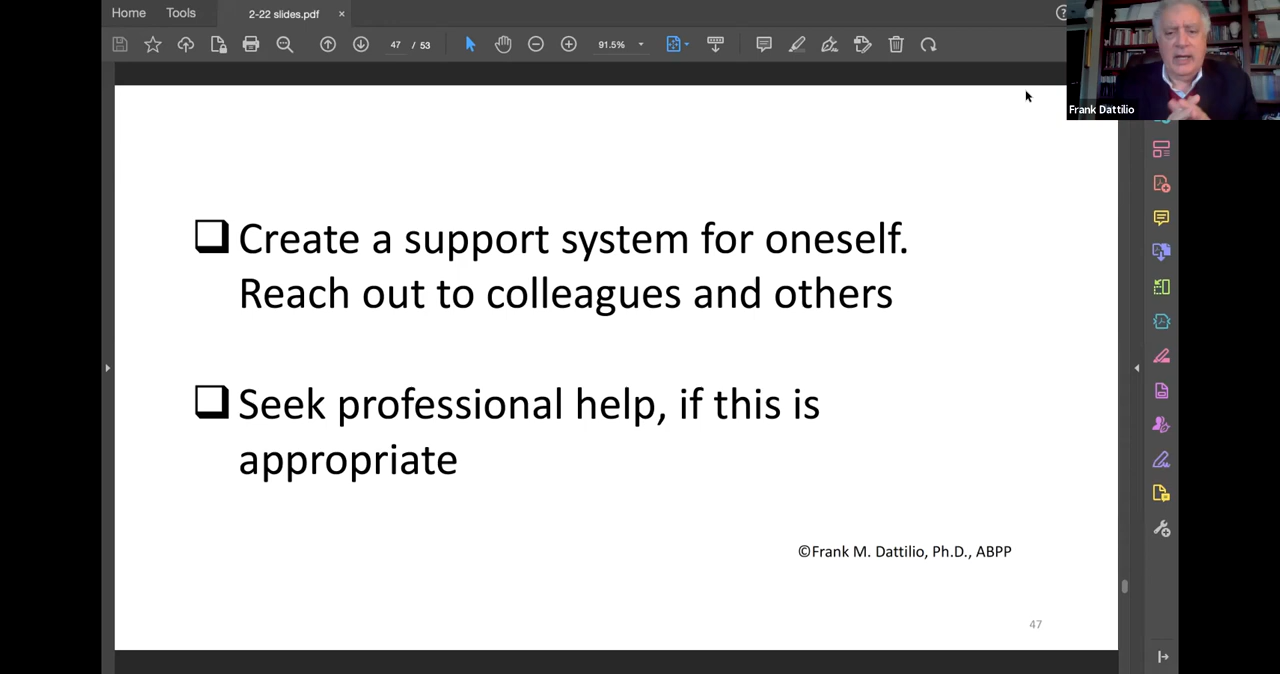 Home Tools 2-22 slides.pdf ×
47 / 53 91.5%
Frank Dattilio
Create a support system for oneself.
Reach out to colleagues and others
Seek professional help, if this is
appropriate
©Frank M. Dattilio, Ph.D., ABPP
47